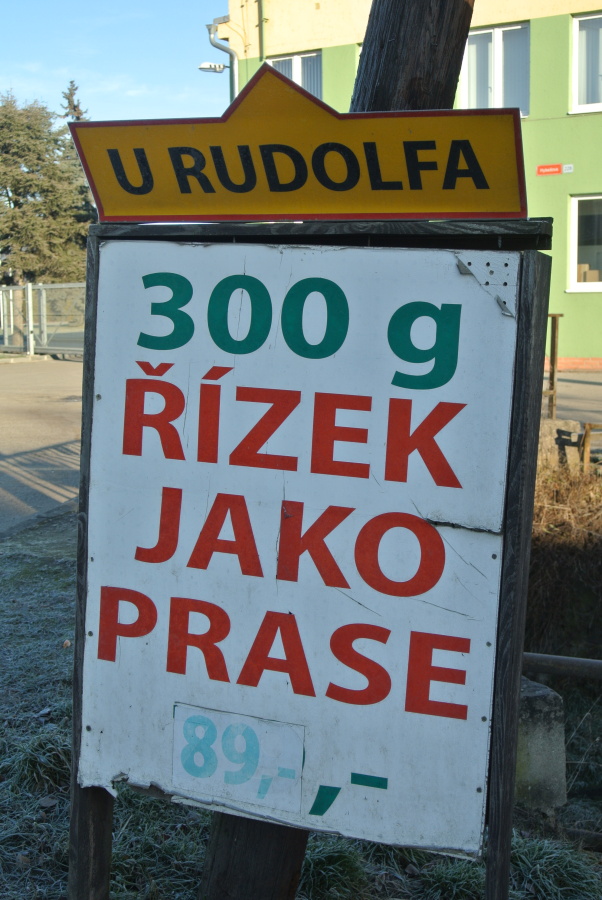 U RUDOLFA
300 g
ŘÍZEK
JAKO
PRASE
89,- ,-